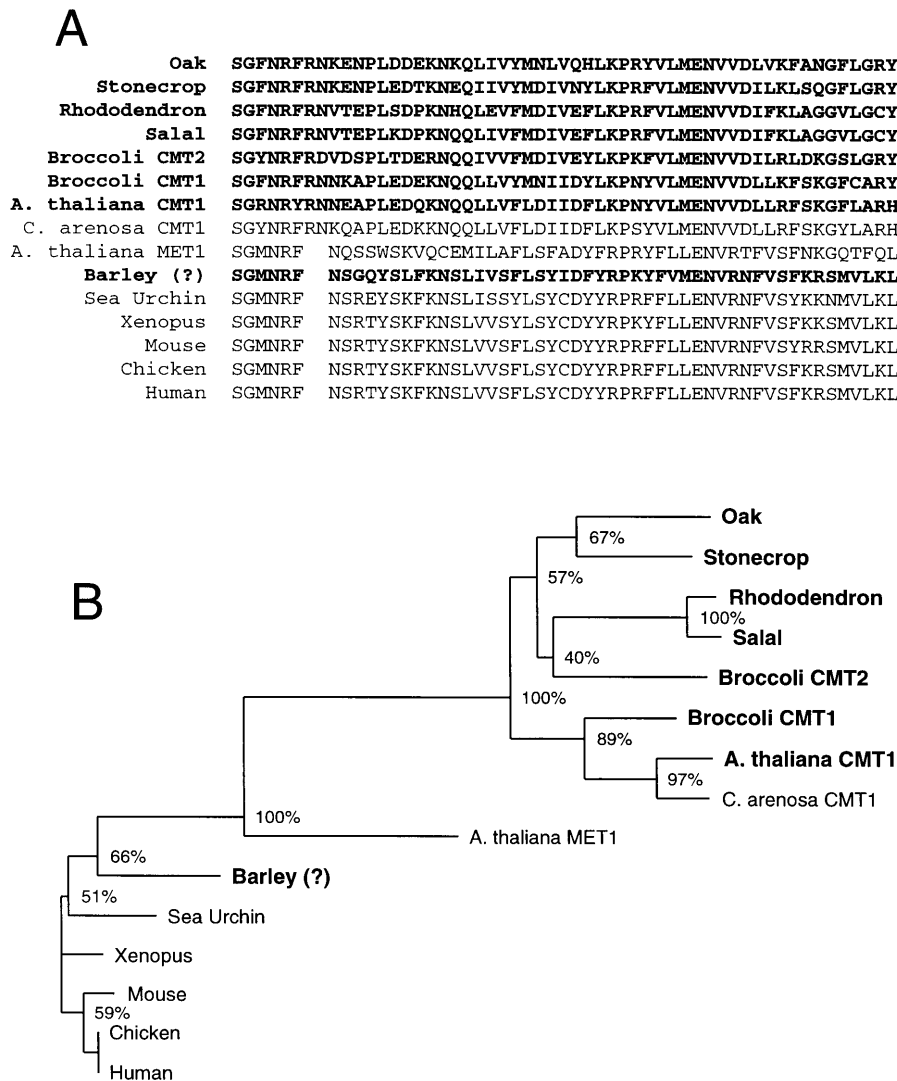 A
Oak SGFNRFRNKENPLDDEKNKQLIVYMNLVQHLKPRYVLMENVVDLVKFANGFLGRY
Stonecrop SGFNRFRNKENPLEDTKNEQIIVYMDIVNYLKPRFVLMENVVDILKLSQGFLGRY
Rhododendron SGFNRFRNVTEPLSDPKNHQLEVFMDIVEFLKPRFVLMENVVDIFKLAGGVLGCY
Salal SGFNRFRNVTEPLKDPKNQQLIVFMDIVEFLKPRFVLMENVVDIFKLAGGVLGCY
Broccoli CMT2 SGYNRFRDVDSPLTDERNQQIVVFMDIVEYLKPKFVLMENVVDILRLDKGSLGRY
Broccoli CMT1 SGFNRFRNNKAPLEDEKNQQLLVYMNIIDYLKPNYVLMENVVDLLKFSKGFCARY
A. thaliana CMT1 SGRNRYRNNEAPLEDQKNQQLLVFLDIIDFLKPNYVLMENVVDLLRFSKGFLARH
C. arenosa CMT1 SGYNRFRNKQAPLEDKKNQQLLVFLDIIDFLKPSYVLMENVVDLLRFSKGYLARH
A. thaliana MET1 SGMNRF NQSSWSKVQCEMILAFLSFADYFRPRYFLLENVRTFVSFNKGQTFQL
Barley (?) SGMNRF NSGQYSLFKNSLIVSFLSYIDFYRPKYFVMENVRNFVSFKRSMVLKL
Sea Urchin SGMNRF NSREYSKFKNSLISSYLSYCDYYRPRFFLLENVRNFVSYKKNMVLKL
Xenopus SGMNRF NSRTYSKFKNSLVVSYLSYCDYYRPKYFLLENVRNFVSFKKSMVLKL
Mouse SGMNRF NSRTYSKFKNSLVVSFLSYCDYYRPRFFLLENVRNFVSYRRSMVLKL
Chicken SGMNRF NSRTYSKFKNSLVVSFLSYCDYYRPRFFLLENVRNFVSFKRSMVLKL
Human SGMNRF NSRTYSKFKNSLVVSFLSYCDYYRPRFFLLENVRNFVSFKRSMVLKL
B
Oak
67%
Stonecrop
57%
Rhododendron
100%
Salal
40%
Broccoli CMT2
100%
Broccoli CMT1
89%
A. thaliana CMT1
97%
C. arenosa CMT1
100%
A. thaliana MET1
66%
Barley (?)
51%
Sea Urchin
Xenopus
Mouse
59%
Chicken
Human